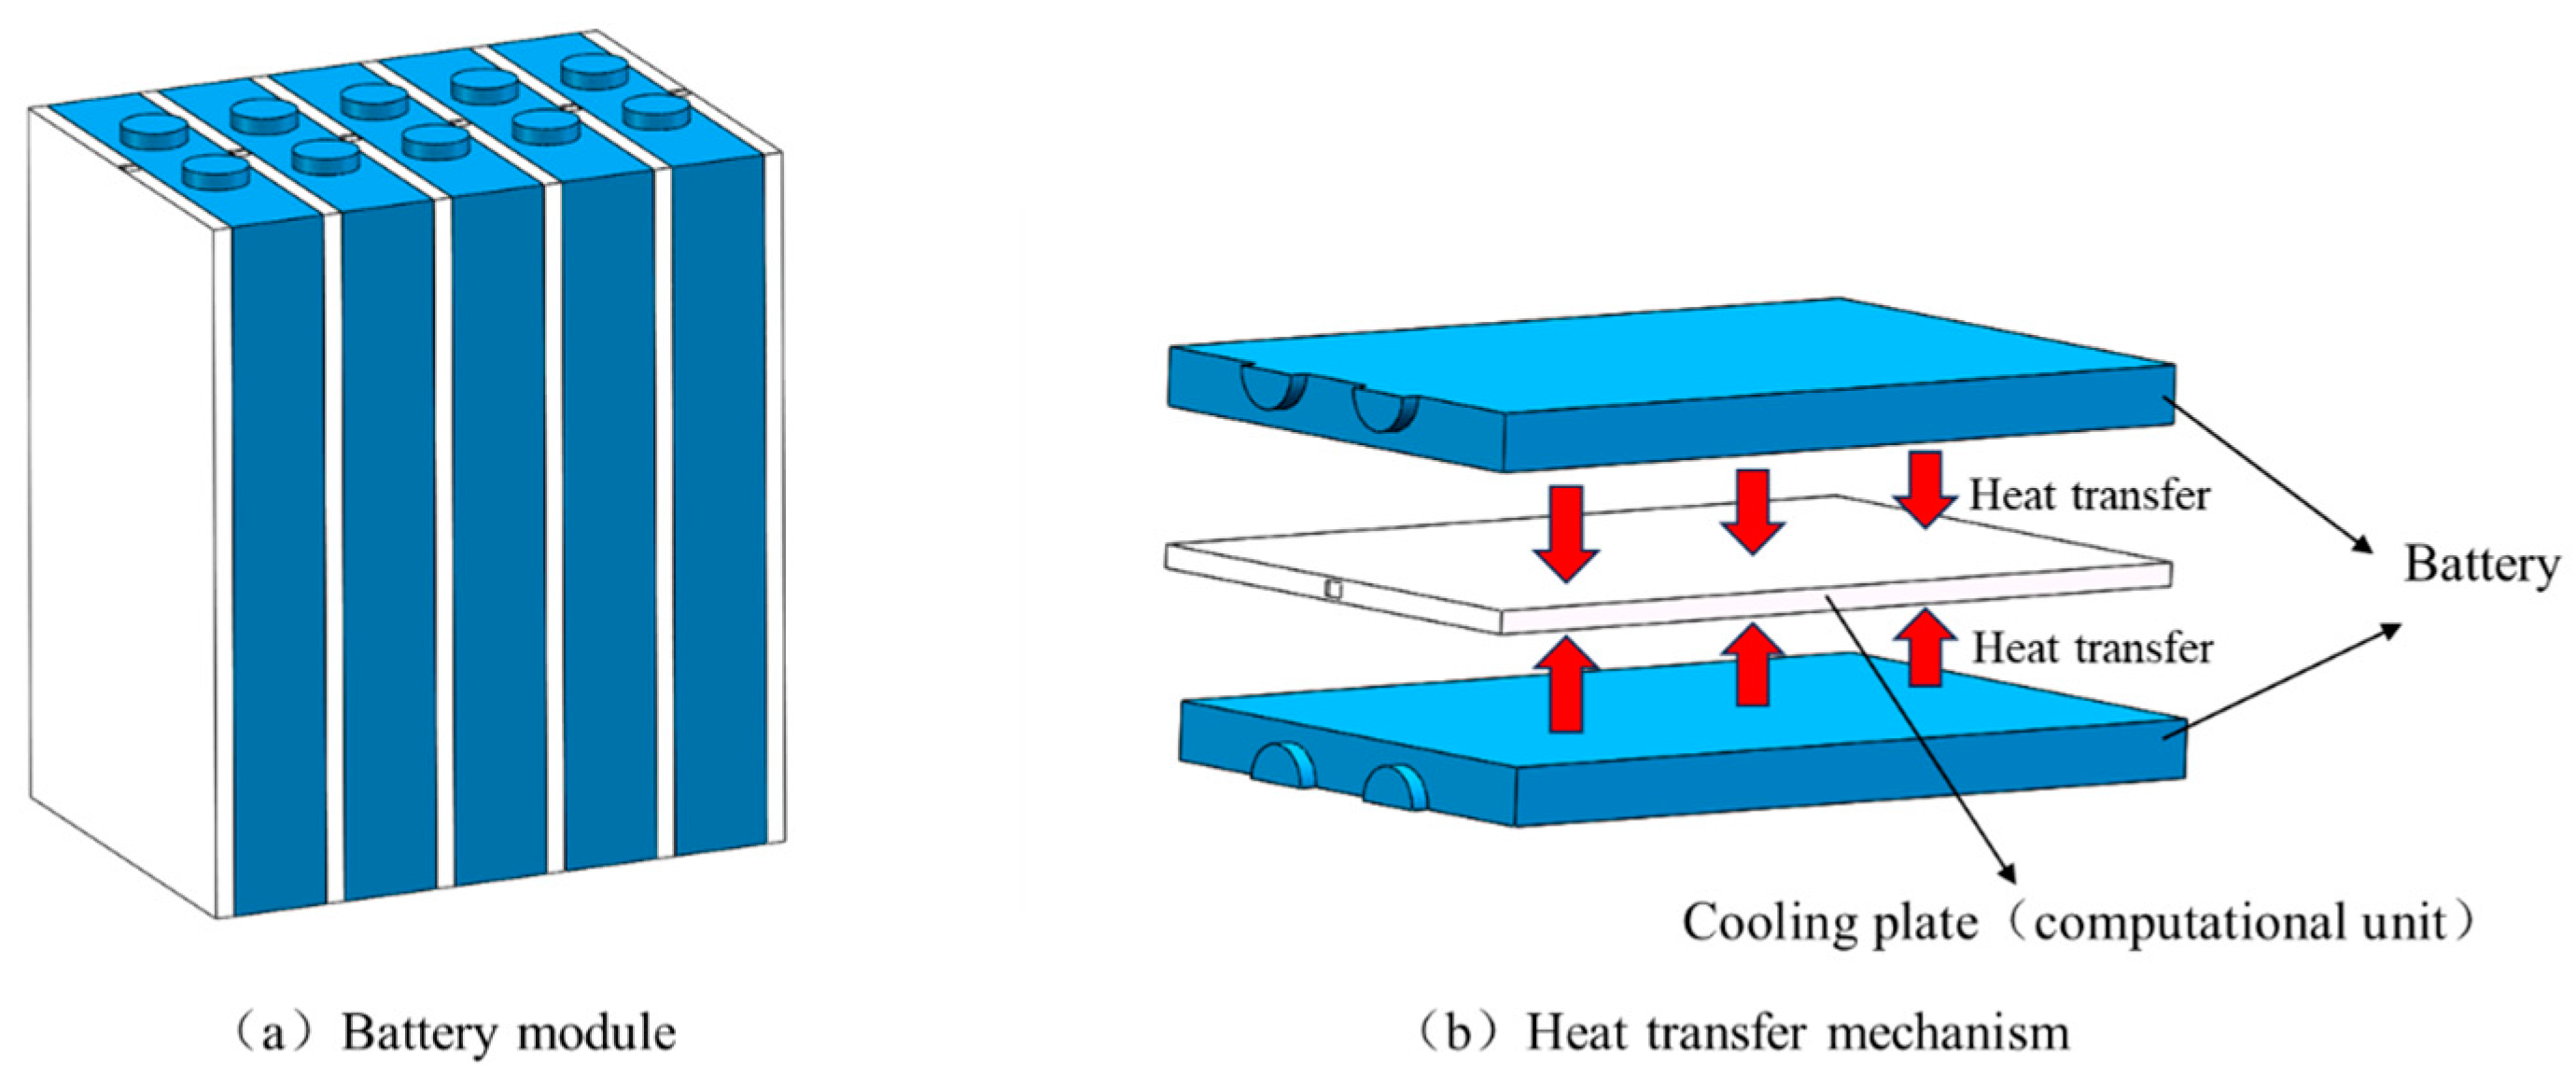 Heat transfer
Battery
Heat transfer
Cooling plate（computational unit）
（a）Battery module
（b）Heat transfer mechanism